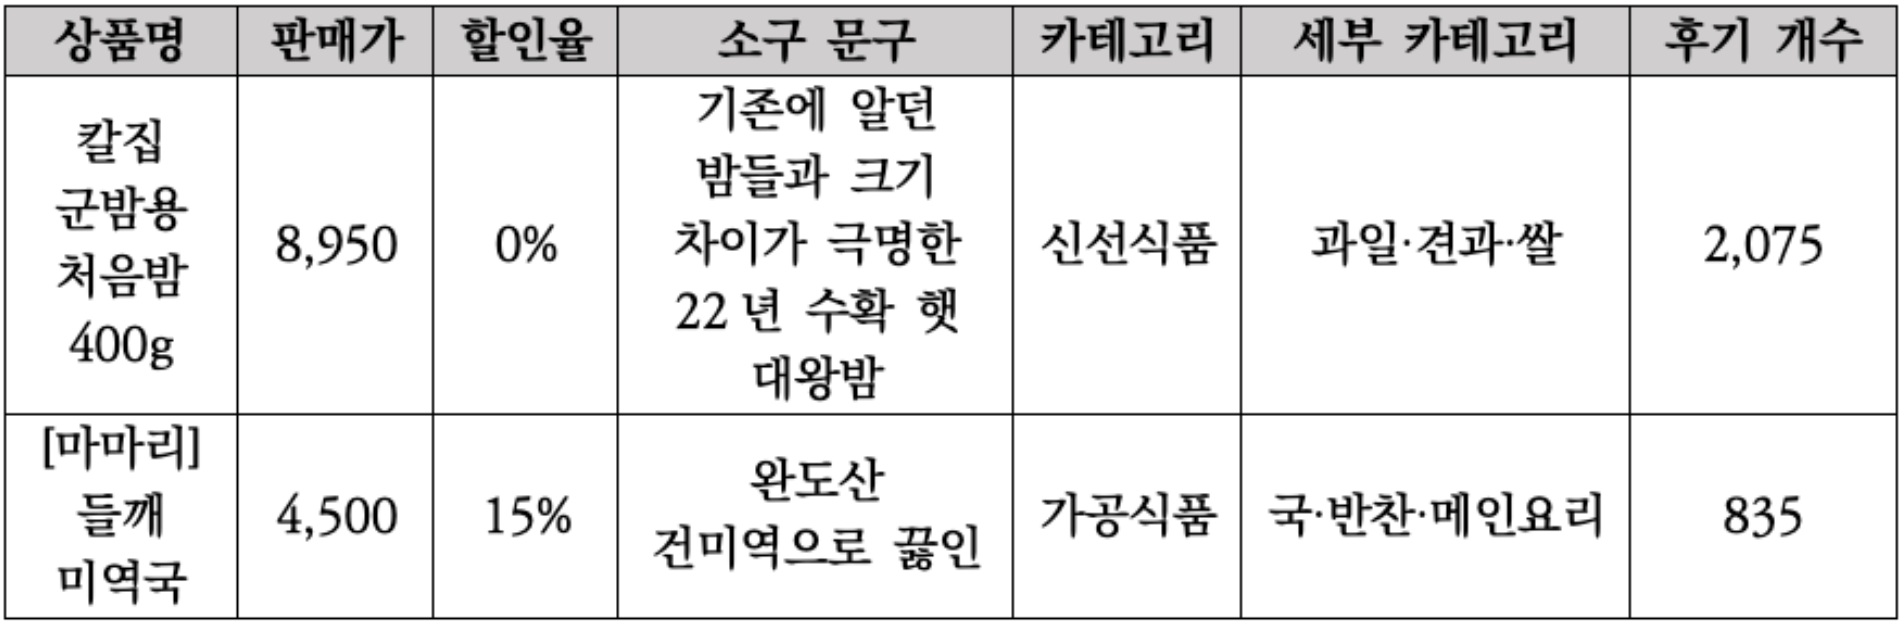 상품명 판매가 할인율 소구 문구 카테고리 세부 카테고리 후기 개수
칼집
군밤용
처음밤
400g
8,950
0%
기존에 알던
밤들과 크기
차이가 극명한
22년 수확 햇
대왕밤
신선식품
과일·견과·쌀
2,075
[마마리]
들깨
미역국
4,500
15%
완도산
건미역으로 끓인
가공식품
국·반찬·메인요리
835